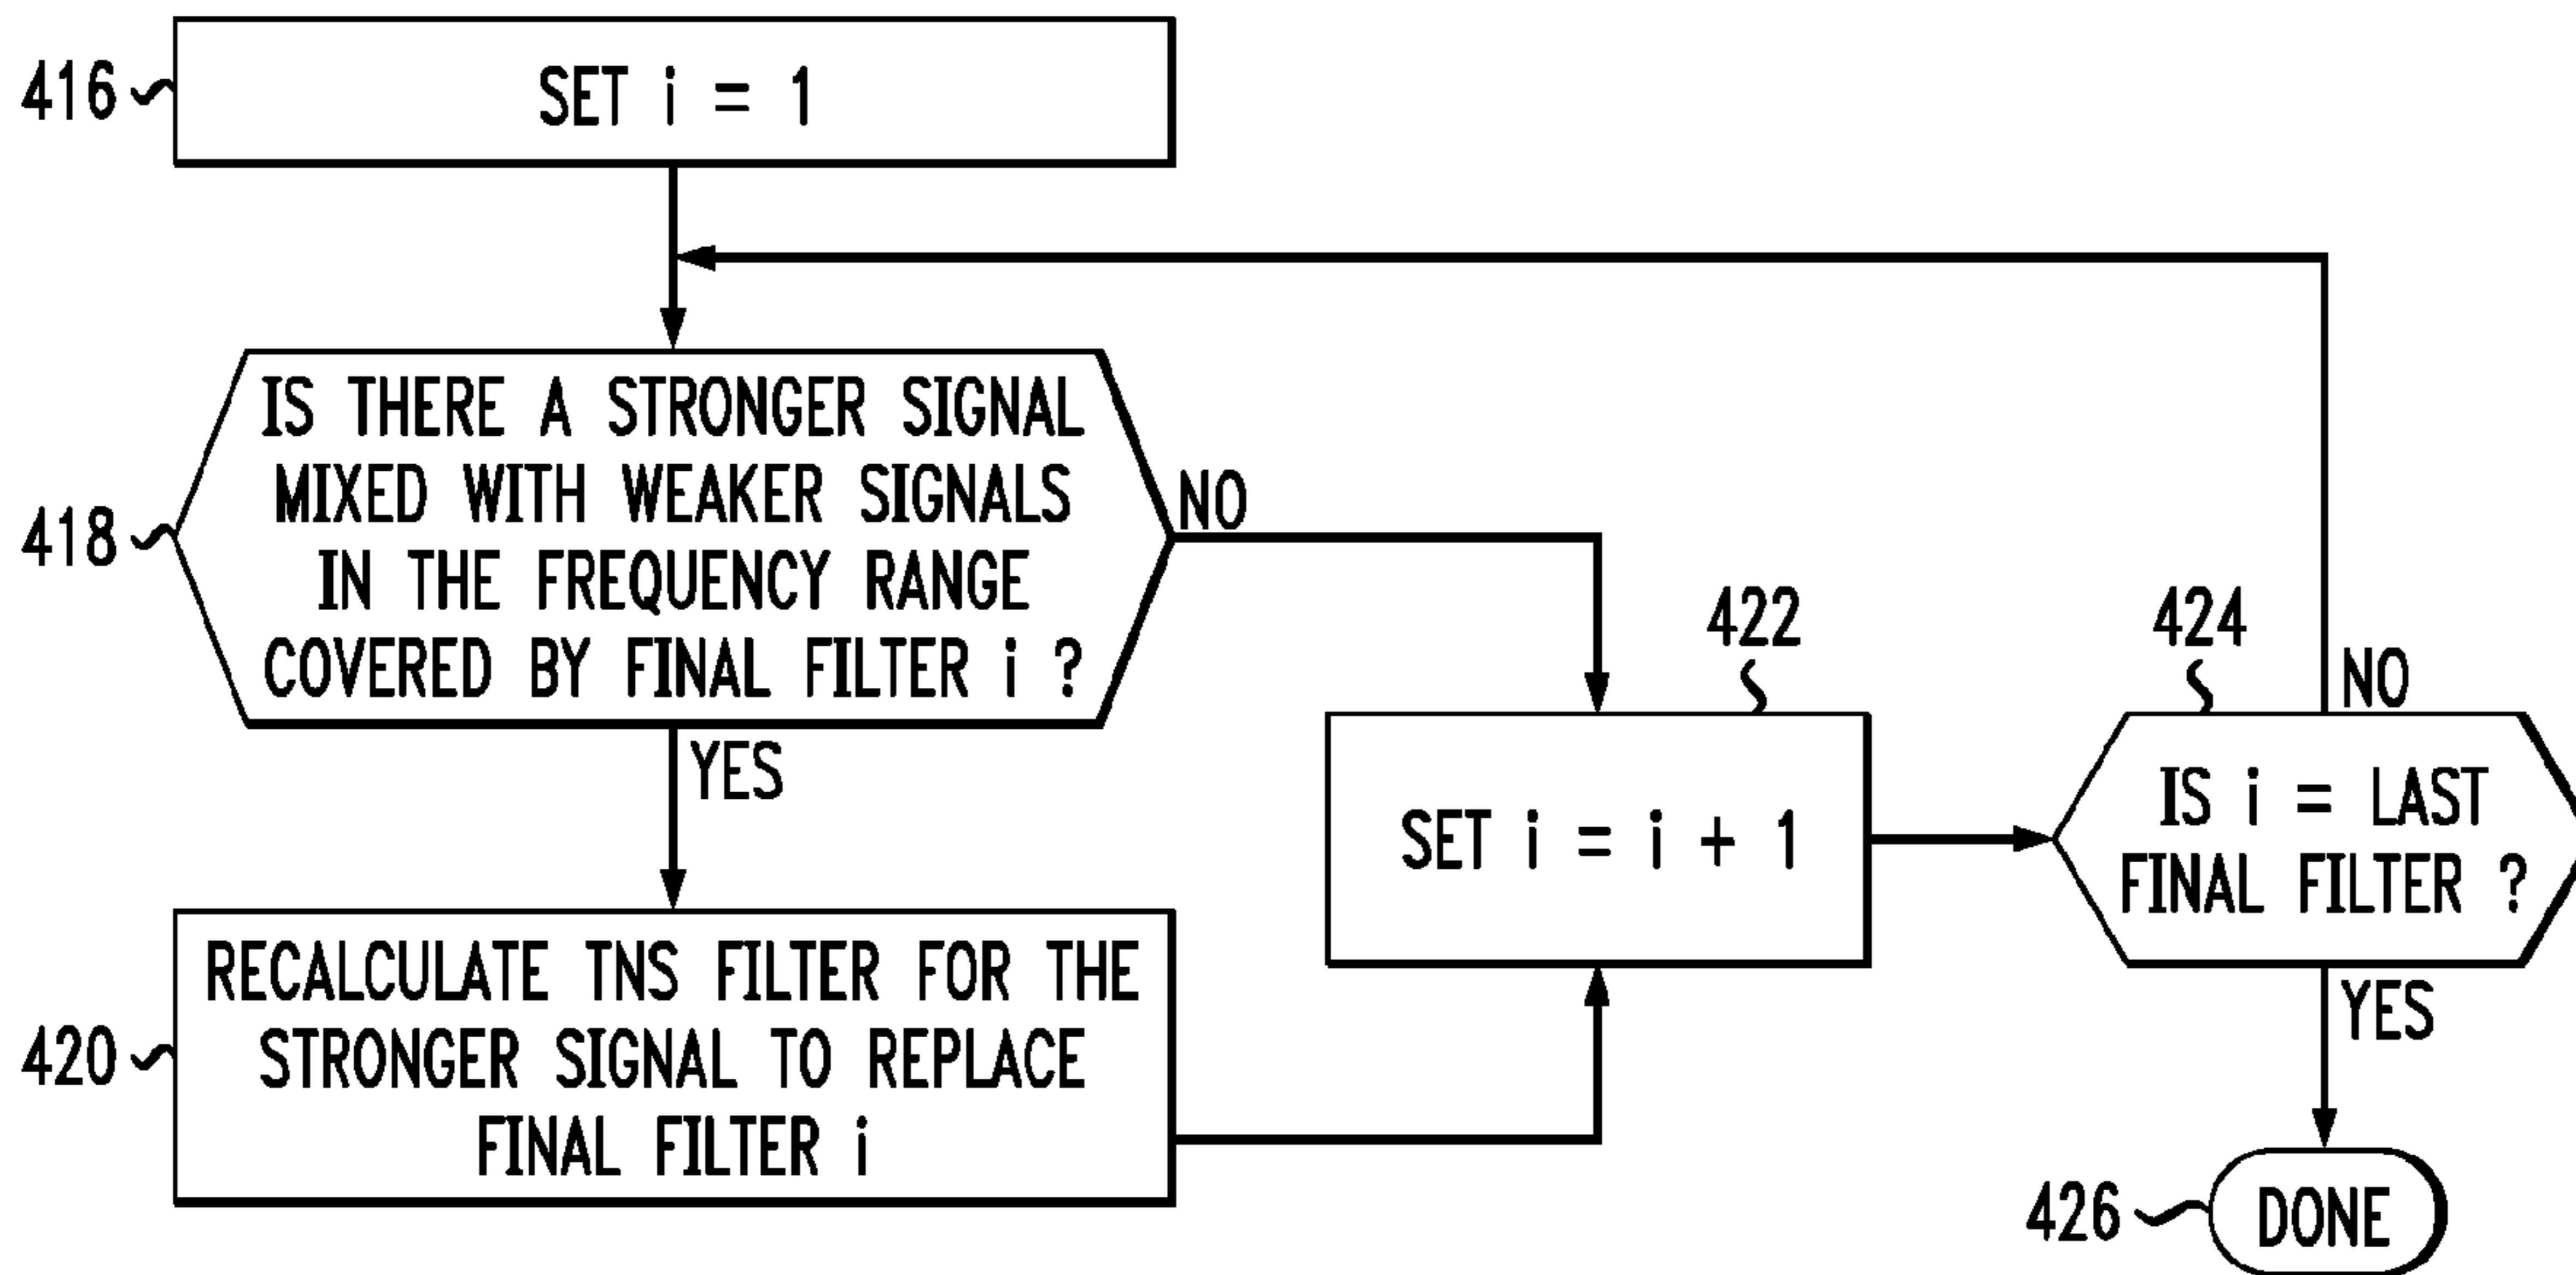 416
SET i = 1
418
IS THERE A STRONGER SIGNAL
MIXED WITH WEAKER SIGNALS
IN THE FREQUENCY RANGE
COVERED BY FINAL FILTER i ?
NO
YES
420
RECALCULATE TNS FILTER FOR THE
STRONGER SIGNAL TO REPLACE
FINAL FILTER i
422
SET i = i + 1
424
IS i = LAST
FINAL FILTER ?
NO
YES
426
DONE